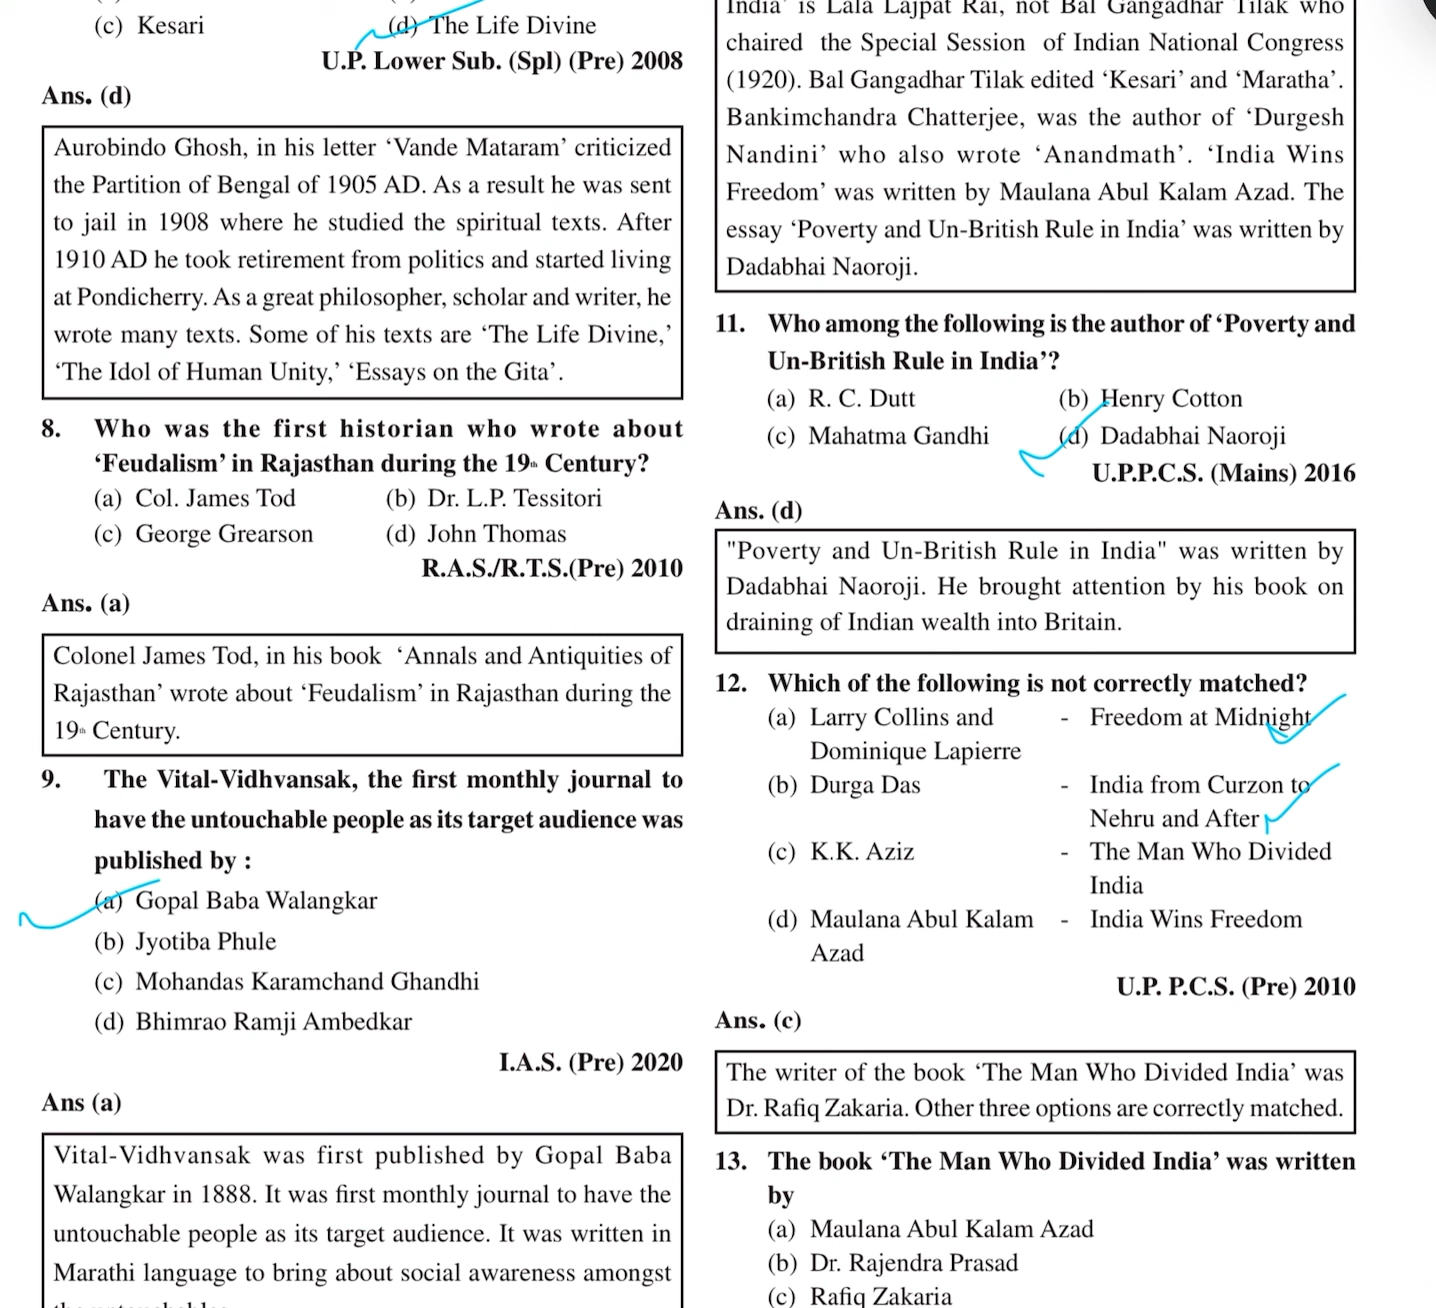 (c) Kesari
(d) The Life Divine
U.P. Lower Sub. (Spl) (Pre) 2008
Ans. (d)
Aurobindo Ghosh, in his letter ‘Vande Mataram’ criticized
the Partition of Bengal of 1905 AD. As a result he was sent
to jail in 1908 where he studied the spiritual texts. After
1910 AD he took retirement from politics and started living
at Pondicherry. As a great philosopher, scholar and writer, he
wrote many texts. Some of his texts are ‘The Life Divine,’
‘The Idol of Human Unity,’ ‘Essays on the Gita’.
8. Who was the first historian who wrote about
‘Feudalism’ in Rajasthan during the 19th Century?
(a) Col. James Tod (b) Dr. L.P. Tessitori
(c) George Grearson (d) John Thomas
R.A.S./R.T.S.(Pre) 2010
Ans. (a)
Colonel James Tod, in his book ‘Annals and Antiquities of
Rajasthan’ wrote about ‘Feudalism’ in Rajasthan during the
19th Century.
9. The Vital-Vidhvansak, the first monthly journal to
have the untouchable people as its target audience was
published by :
(a) Gopal Baba Walangkar
(b) Jyotiba Phule
(c) Mohandas Karamchand Ghandhi
(d) Bhimrao Ramji Ambedkar
I.A.S. (Pre) 2020
Ans (a)
Vital-Vidhvansak was first published by Gopal Baba
Walangkar in 1888. It was first monthly journal to have the
untouchable people as its target audience. It was written in
Marathi language to bring about social awareness amongst
India’ is Lala Lajpat Rai, not Bal Gangadhar Tilak who
chaired the Special Session of Indian National Congress
(1920). Bal Gangadhar Tilak edited ‘Kesari’ and ‘Maratha’.
Bankimchandra Chatterjee, was the author of ‘Durgesh
Nandini’ who also wrote ‘Anandmath’. ‘India Wins
Freedom’ was written by Maulana Abul Kalam Azad. The
essay ‘Poverty and Un-British Rule in India’ was written by
Dadabhai Naoroji.
11. Who among the following is the author of ‘Poverty and
Un-British Rule in India’?
(a) R. C. Dutt (b) Henry Cotton
(c) Mahatma Gandhi (d) Dadabhai Naoroji
U.P.P.C.S. (Mains) 2016
Ans. (d)
"Poverty and Un-British Rule in India" was written by
Dadabhai Naoroji. He brought attention by his book on
draining of Indian wealth into Britain.
12. Which of the following is not correctly matched?
(a) Larry Collins and - Freedom at Midnight
Dominique Lapierre
(b) Durga Das - India from Curzon to
Nehru and After
(c) K.K. Aziz - The Man Who Divided
India
(d) Maulana Abul Kalam - India Wins Freedom
Azad
U.P. P.C.S. (Pre) 2010
Ans. (c)
The writer of the book ‘The Man Who Divided India’ was
Dr. Rafiq Zakaria. Other three options are correctly matched.
13. The book ‘The Man Who Divided India’ was written
by
(a) Maulana Abul Kalam Azad
(b) Dr. Rajendra Prasad
(c) Rafiq Zakaria